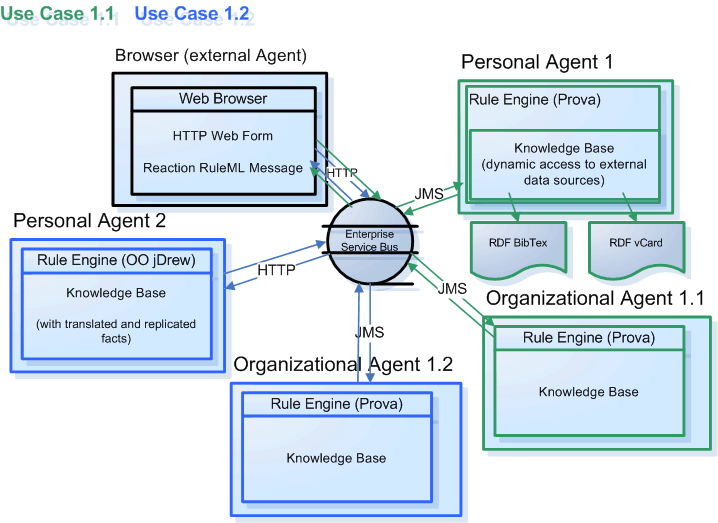 Use Case 1.1 Use Case 1.2
Browser (external Agent)
Web Browser
HTTP Web Form
Reaction RuleML Message
HTTP
Personal Agent 1
Rule Engine (Prova)
Knowledge Base
(dynamic access to external
data sources)
JMS
RDF BibTex
RDF vCard
Enterprise
Service Bus
Personal Agent 2
Rule Engine (OO jDrew)
Knowledge Base
(with translated and replicated
facts)
HTTP
JMS
Organizational Agent 1.1
Rule Engine (Prova)
Knowledge Base
JMS
Organizational Agent 1.2
Rule Engine (Prova)
Knowledge Base